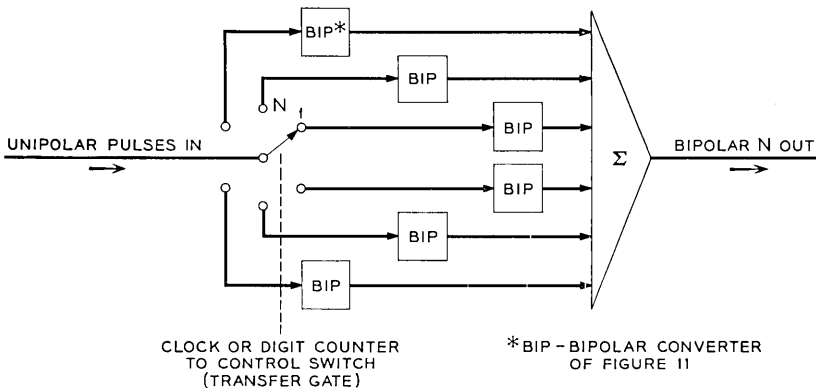 BIP*
BIP
N
1
BIP
UNIPOLAR PULSES IN
Σ
BIPOLAR N OUT
BIP
BIP
BIP
CLOCK OR DIGIT COUNTER
TO CONTROL SWITCH
(TRANSFER GATE)
*BIP-BIPOLAR CONVERTER
OF FIGURE 11